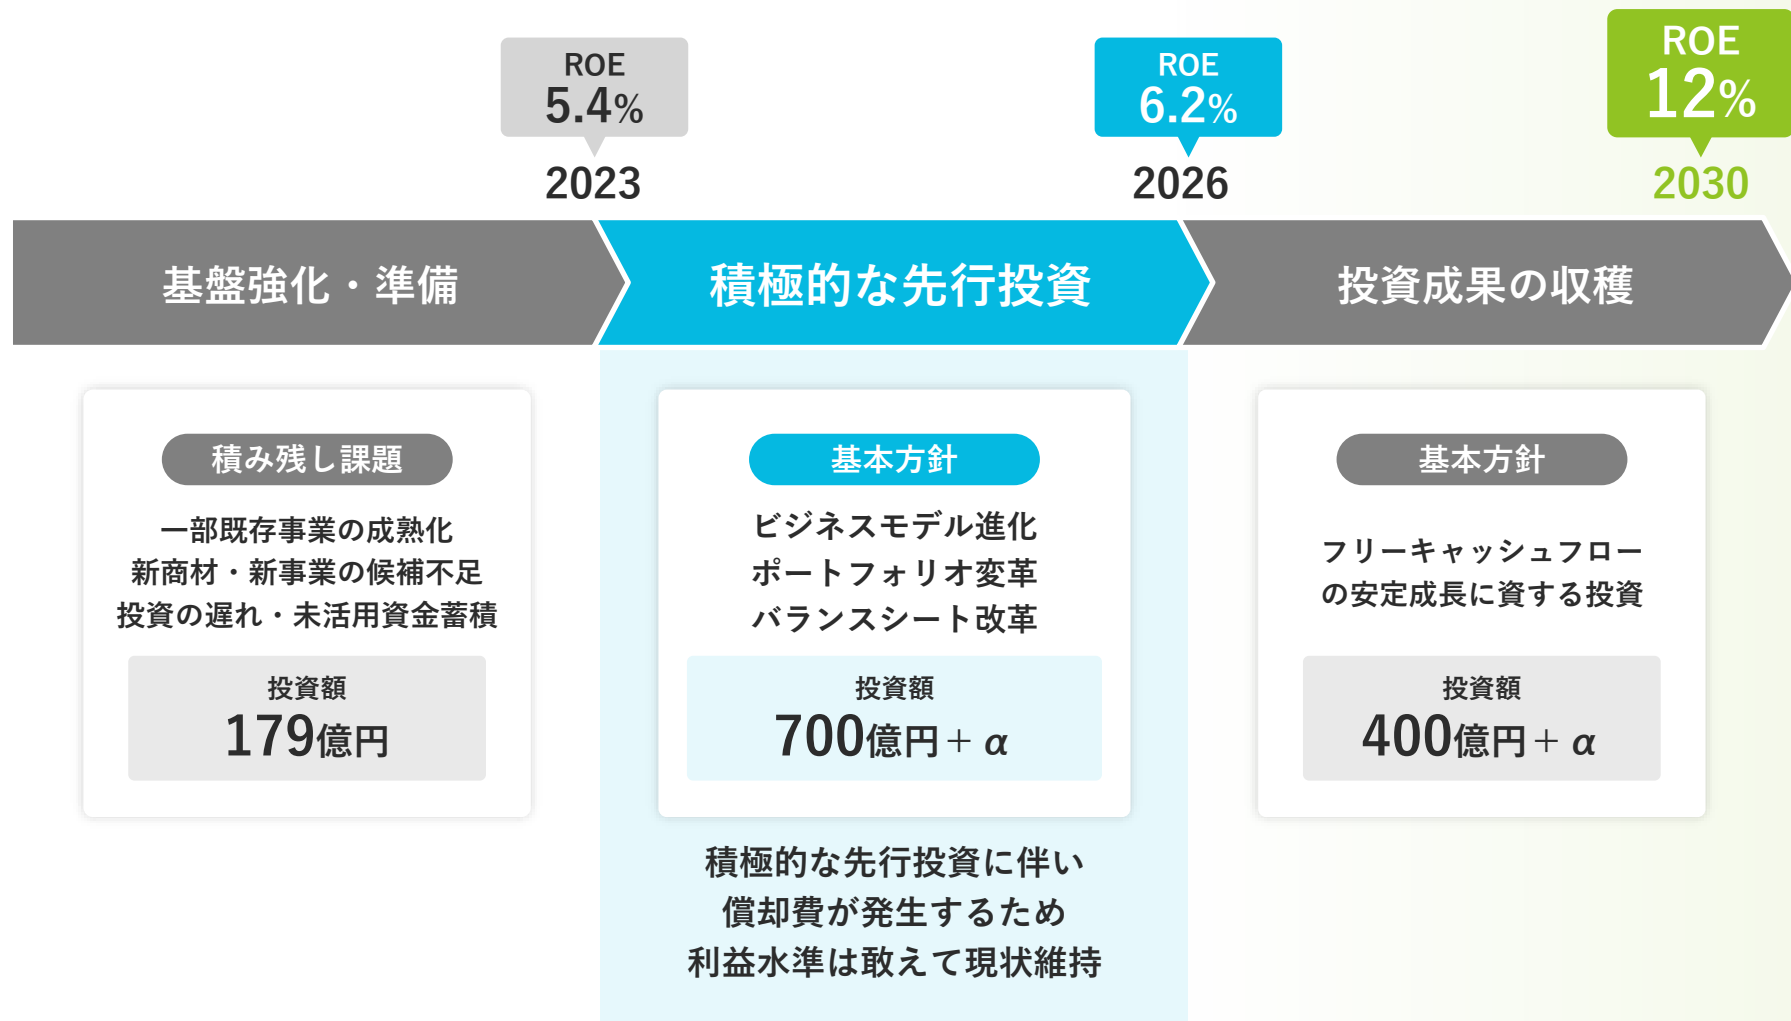 ROE
5.4%
2023
ROE
6.2%
2026
ROE
12%
2030
基盤強化・準備
積極的な先行投資
投資成果の収穫
積み残し課題
一部既存事業の成熟化
新商材・新事業の候補不足
投資の遅れ・未活用資金蓄積
投資額
179億円
基本方針
ビジネスモデル進化
ポートフォリオ変革
バランスシート改革
投資額
700億円+ α
積極的な先行投資に伴い
償却費が発生するため
利益水準は敢えて現状維持
基本方針
フリーキャッシュフロー
の安定成長に資する投資
投資額
400億円+ α